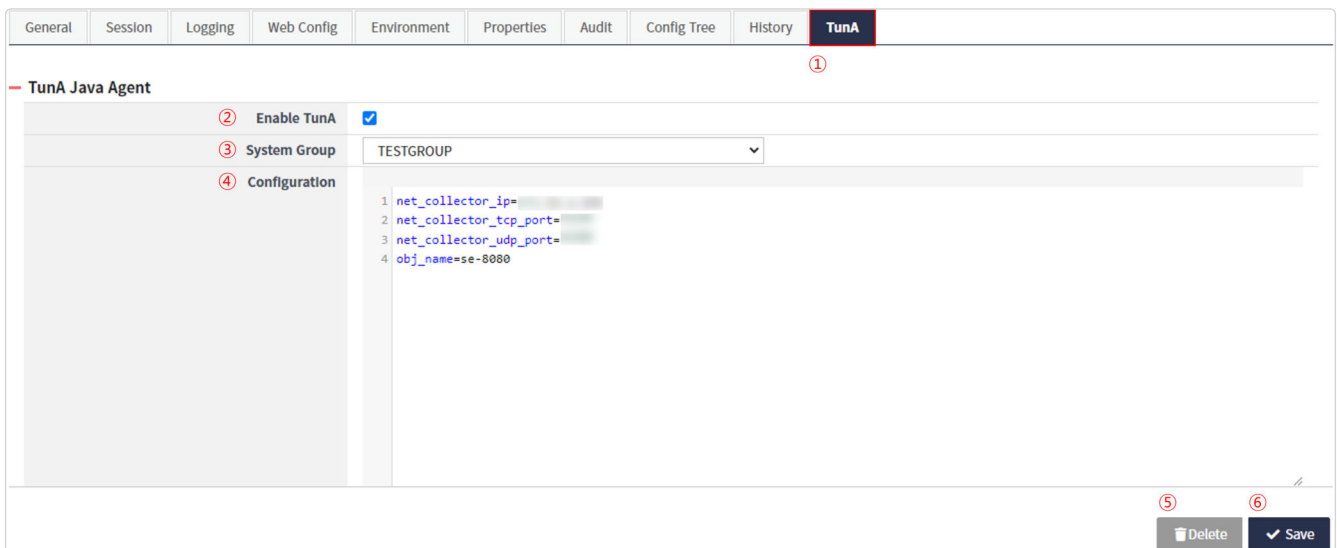 General Session Logging Web Config Environment Properties Audit Config Tree History TunA
①
TunA Java Agent
② Enable TunA
③ System Group TESTGROUP
④ Configuration
1 net_collector_ip=
2 net_collector_tcp_port=
3 net_collector_udp_port=
4 obj_name=se-8080
⑤ ⑥
Delete Save